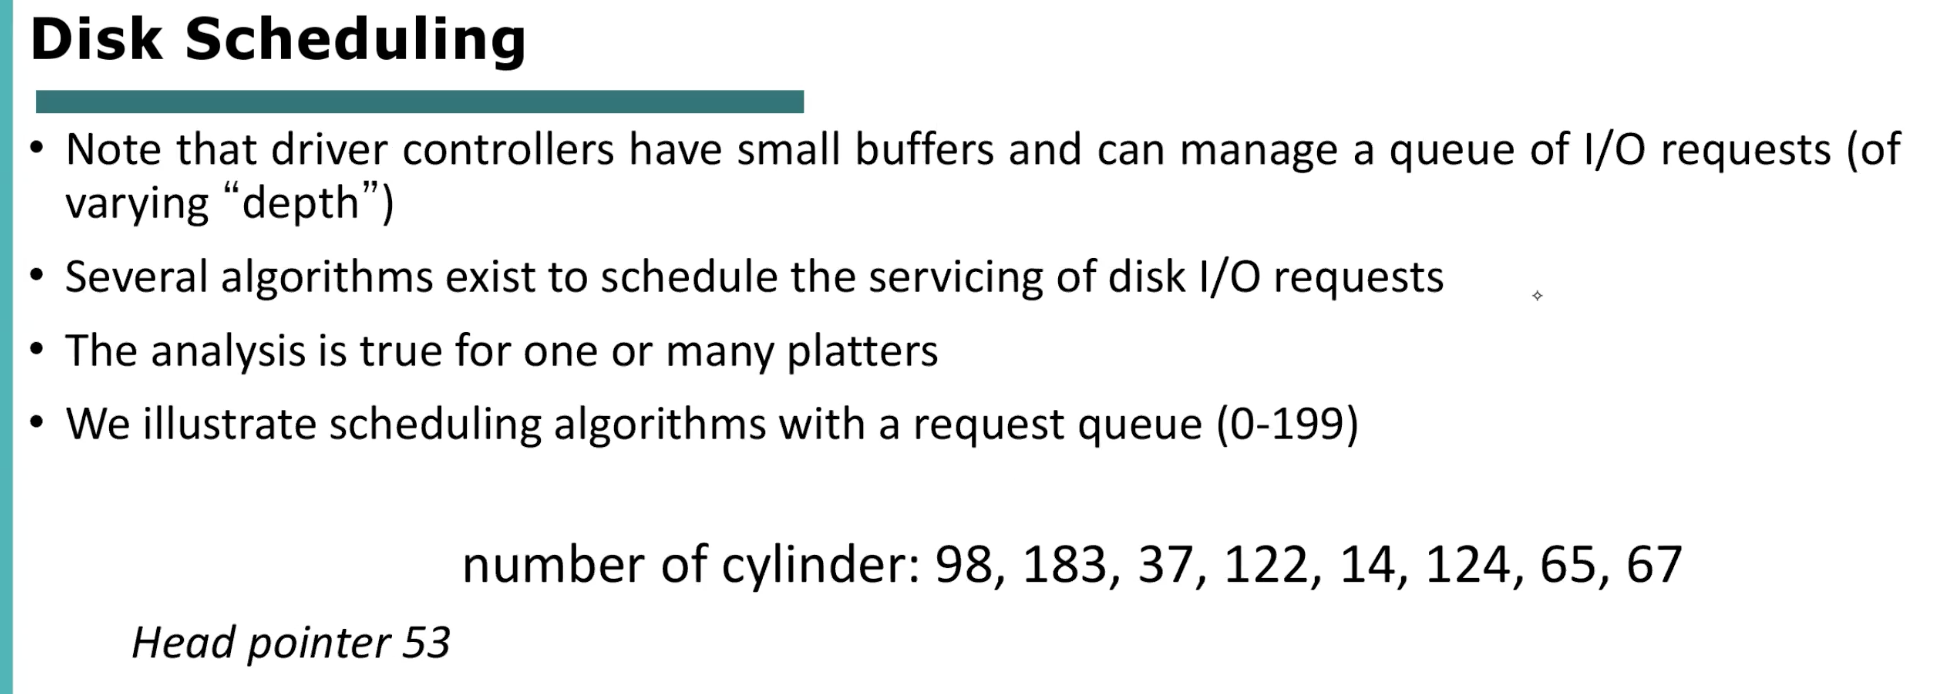 Disk Scheduling
• Note that driver controllers have small buffers and can manage a queue of I/O requests (of
varying “depth”)
• Several algorithms exist to schedule the servicing of disk I/O requests
• The analysis is true for one or many platters
• We illustrate scheduling algorithms with a request queue (0-199)
number of cylinder: 98, 183, 37, 122, 14, 124, 65, 67
Head pointer 53